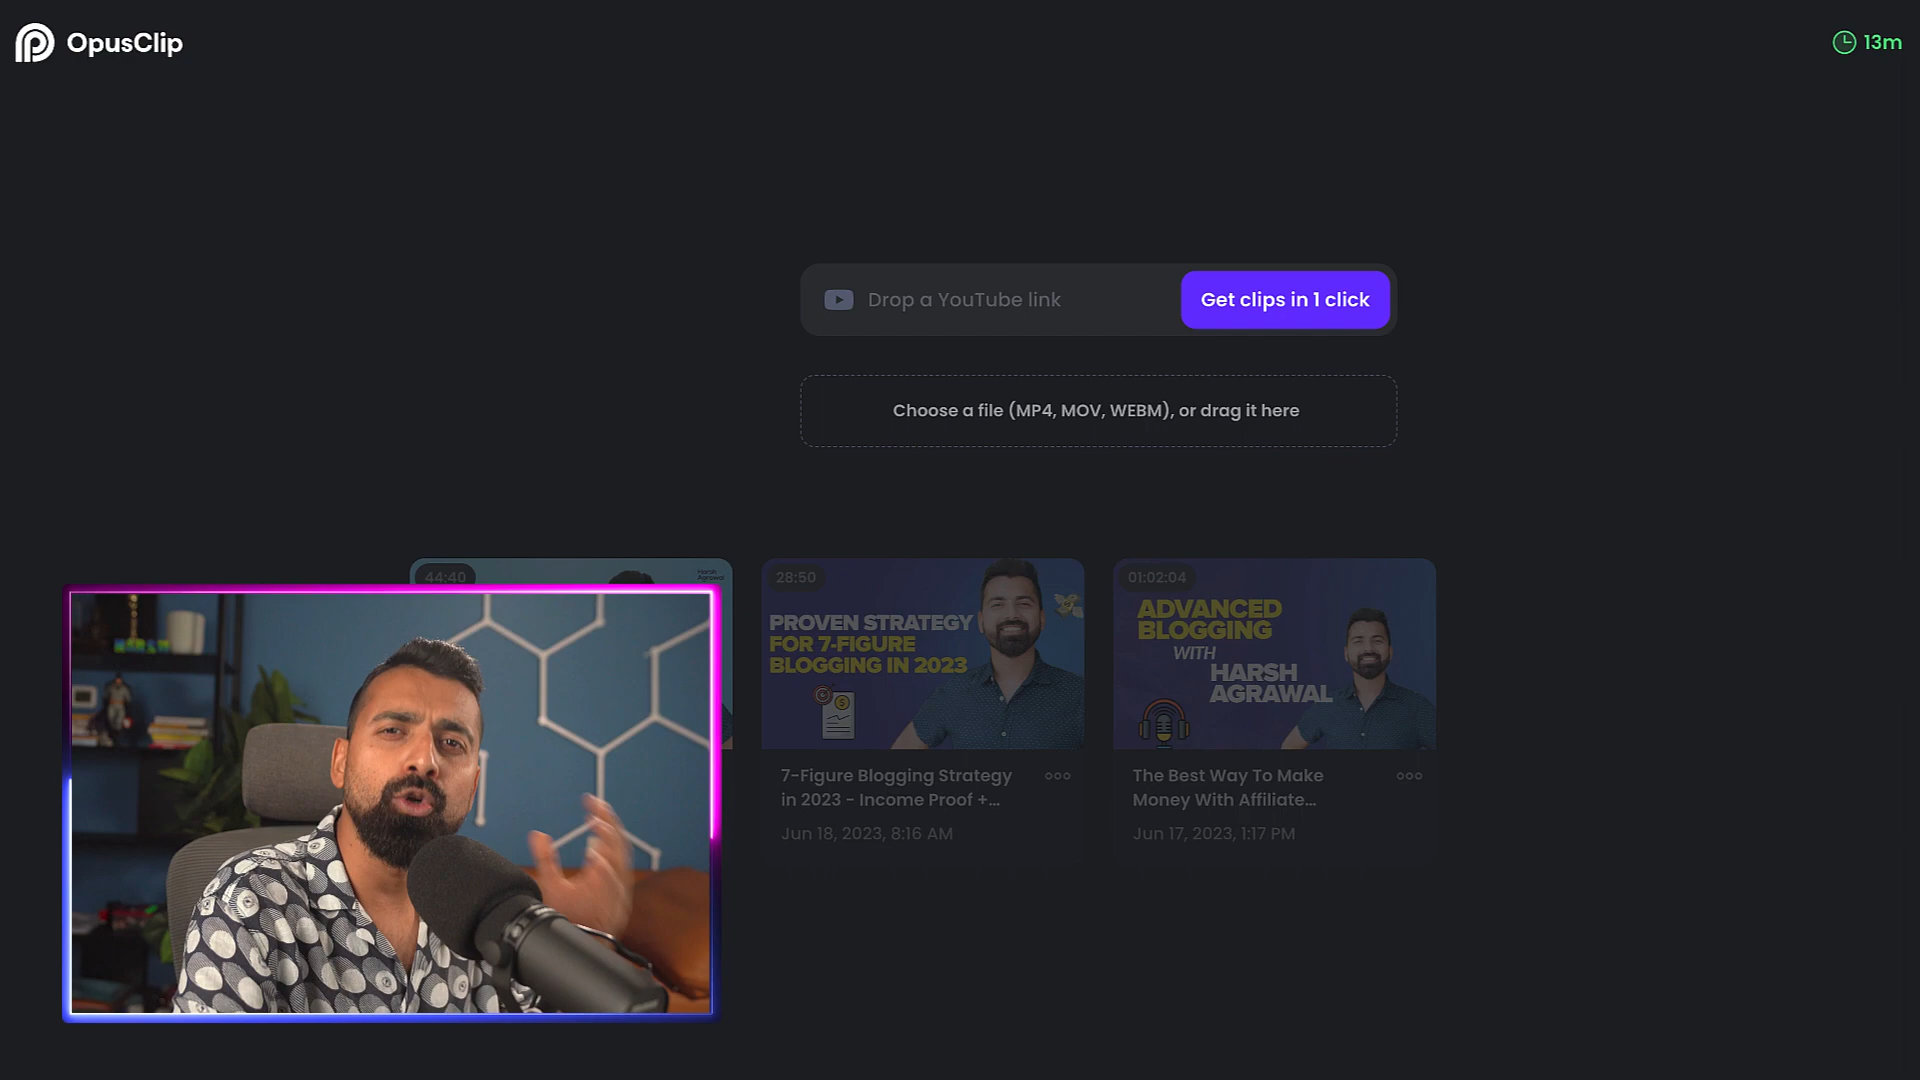 OpusClip
13m
Drop a YouTube link
Get clips in 1 click
Choose a file (MP4, MOV, WEBM), or drag it here
44:40
Harsh
Agrawal
28:50
PROVEN STRATEGY
FOR 7-FIGURE
BLOGGING IN 2023
01:02:04
ADVANCED
BLOGGING
WITH
HARSH
AGRAWAL
7-Figure Blogging Strategy
in 2023 - Income Proof +...
Jun 18, 2023, 8:16 AM
The Best Way To Make
Money With Affiliate...
Jun 17, 2023, 1:17 PM